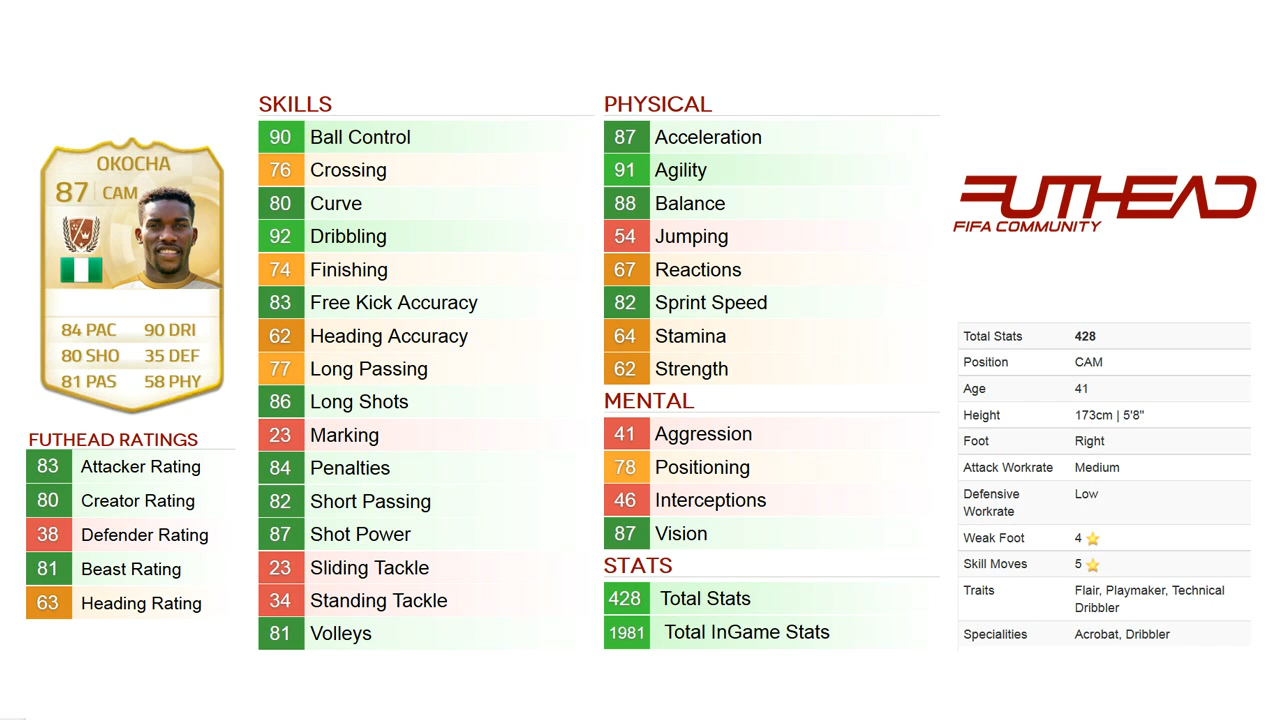 OKOCHA
87 CAM
84 PAC 90 DRI
80 SHO 35 DEF
81 PAS 58 PHY
FUTHEAD RATINGS
83 Attacker Rating
80 Creator Rating
38 Defender Rating
81 Beast Rating
63 Heading Rating
SKILLS
90 Ball Control
76 Crossing
80 Curve
92 Dribbling
74 Finishing
83 Free Kick Accuracy
62 Heading Accuracy
77 Long Passing
86 Long Shots
23 Marking
84 Penalties
82 Short Passing
87 Shot Power
23 Sliding Tackle
34 Standing Tackle
81 Volleys
PHYSICAL
87 Acceleration
91 Agility
88 Balance
54 Jumping
67 Reactions
82 Sprint Speed
64 Stamina
62 Strength
MENTAL
41 Aggression
78 Positioning
46 Interceptions
87 Vision
STATS
428 Total Stats
1981 Total InGame Stats
FUTHEAD
FIFA COMMUNITY
Total Stats 428
Position CAM
Age 41
Height 173cm | 5'8"
Foot Right
Attack Workrate Medium
Defensive Low
Workrate
Weak Foot 4
Skill Moves 5
Traits Flair, Playmaker, Technical
Dribbler
Specialities Acrobat, Dribbler